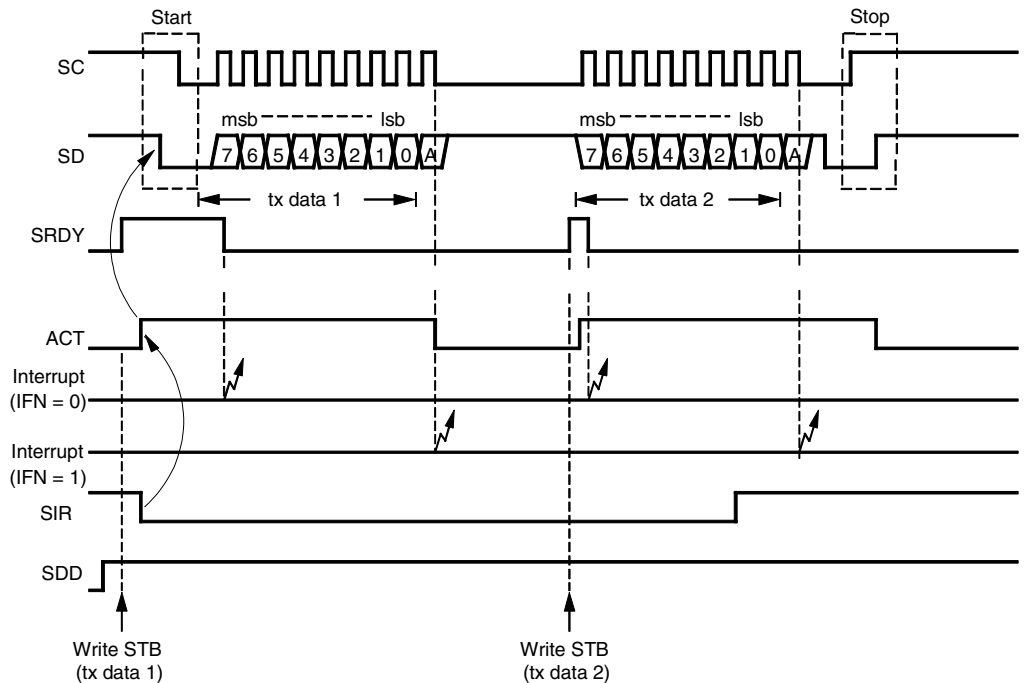 Start
Stop
SC
msb lsb
msb lsb
SD
7 6 5 4 3 2 1 0 A
7 6 5 4 3 2 1 0 A
tx data 1
tx data 2
SRDY
ACT
Interrupt
(IFN = 0)
Interrupt
(IFN = 1)
SIR
SDD
Write STB
(tx data 1)
Write STB
(tx data 2)